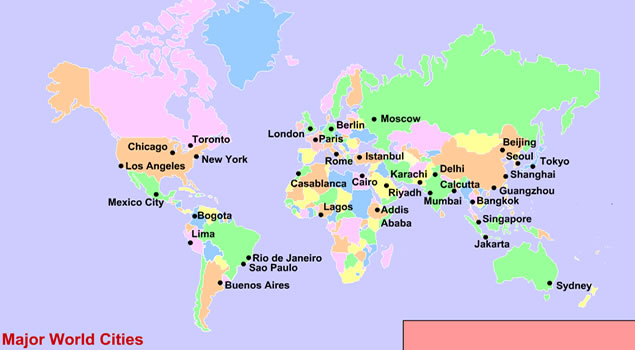 Moscow
Berlin
London
Paris
Toronto
Chicago
New York
Los Angeles
Rome
Istanbul
Beijing
Seoul
Tokyo
Karachi
Delhi
Shanghai
Casablanca
Cairo
Calcutta
Guangzhou
Riyadh
Mumbai
Bangkok
Mexico City
Bogota
Lagos
Addis
Ababa
Singapore
Lima
Jakarta
Rio de Janeiro
Sao Paulo
Buenos Aires
Sydney
Major World Cities